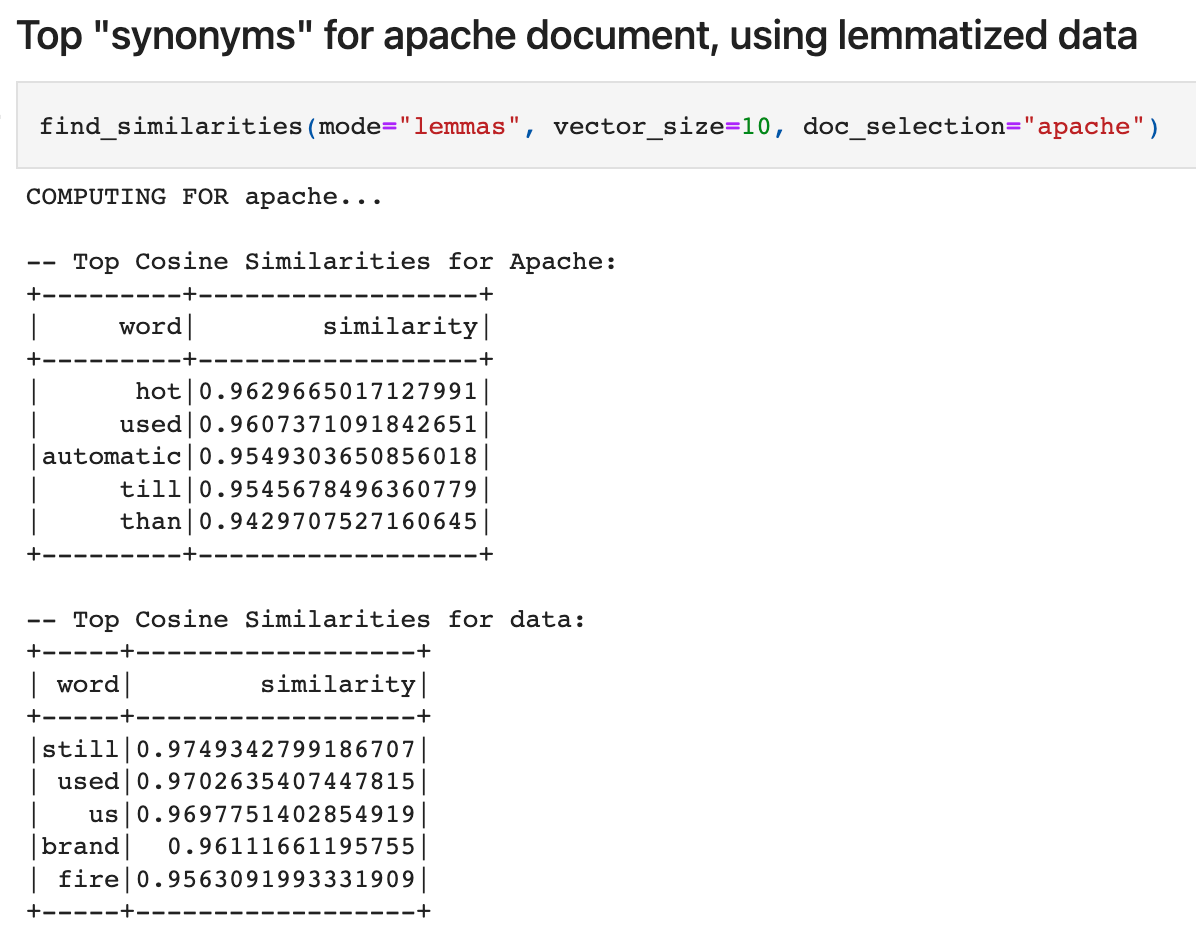 Top "synonyms" for apache document, using lemmatized data
find_similarities(mode="lemmas", vector_size=10, doc_selection="apache")
COMPUTING FOR apache...
-- Top Cosine Similarities for Apache:
+---------+------------------+
|     word|        similarity|
+---------+------------------+
|      hot|0.9629665017127991|
|     used|0.9607371091842651|
|automatic|0.9549303650856018|
|     till|0.9545678496360779|
|     than|0.9429707527160645|
+---------+------------------+
-- Top Cosine Similarities for data:
+-----+------------------+
| word|        similarity|
+-----+------------------+
|still|0.9749342799186707|
| used|0.9702635407447815|
|   us|0.9697751402854919|
|brand|  0.96111661195755|
| fire|0.9563091993331909|
+-----+------------------+